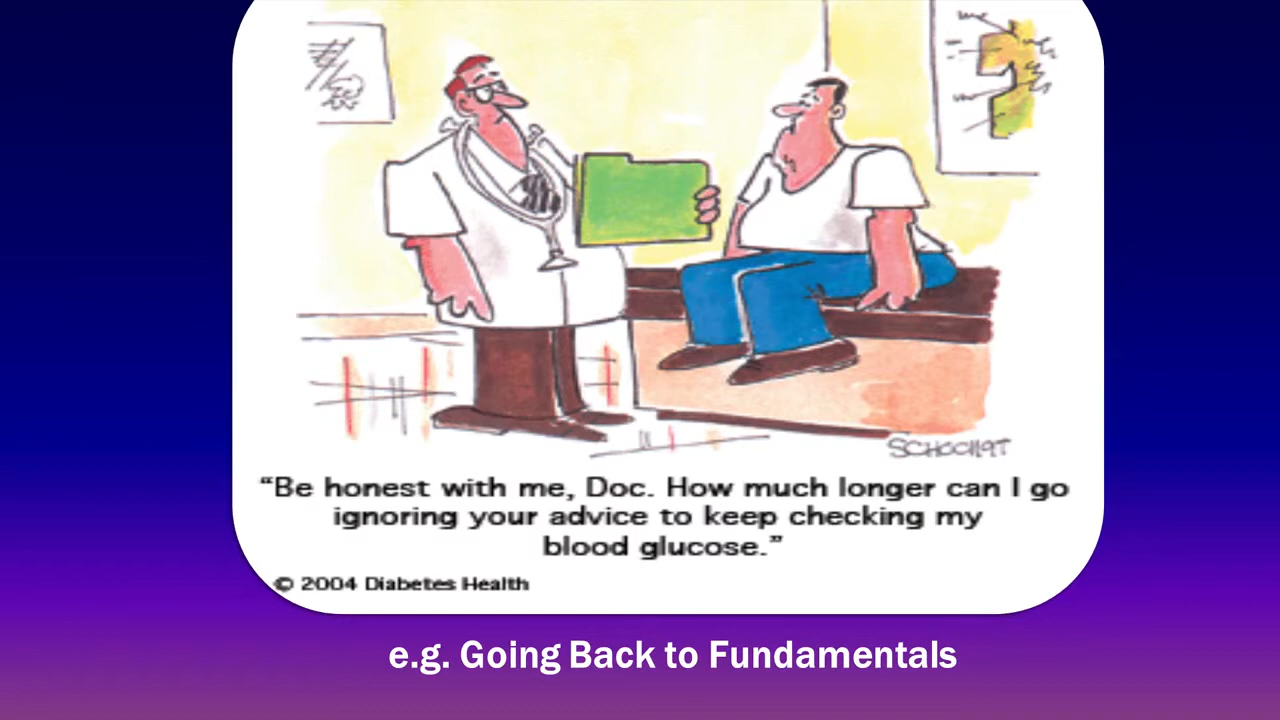 SCHOCHET
“Be honest with me, Doc. How much longer can I go
ignoring your advice to keep checking my
blood glucose.”
© 2004 Diabetes Health
e.g. Going Back to Fundamentals